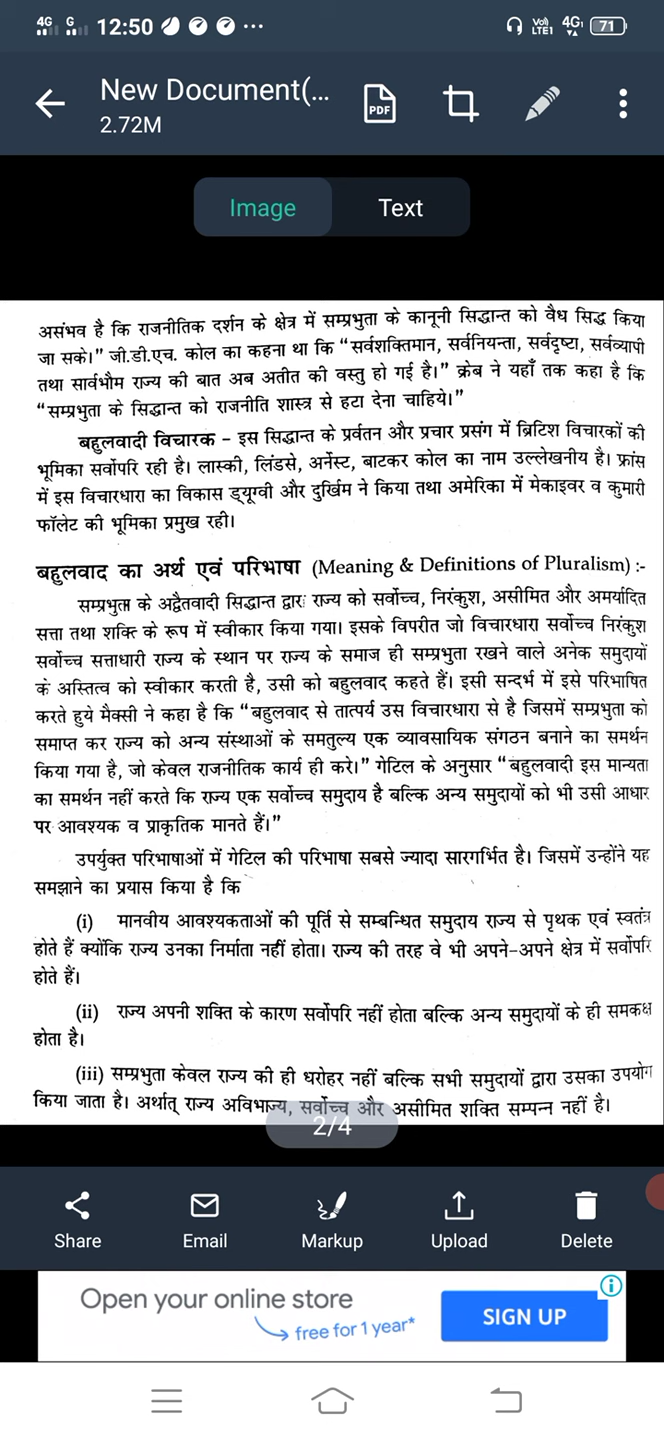 4G G 12:50 ... Vol) LTE1 4G 71
New Document(...
2.72M
PDF
Image Text
असंभव है कि राजनीतिक दर्शन के क्षेत्र में सम्प्रभुता के कानूनी सिद्धान्त को वैध सिद्ध किया
जा सके।” जी.डी.एच. कोल का कहना था कि “सर्वशक्तिमान, सर्वनियन्ता, सर्वदृष्टा, सर्वव्यापी
तथा सार्वभौम राज्य की बात अब अतीत की वस्तु हो गई है।” क्रेब ने यहाँ तक कहा है कि
“सम्प्रभुता के सिद्धान्त को राजनीति शास्त्र से हटा देना चाहिये।”
बहुलवादी विचारक – इस सिद्धान्त के प्रर्वतन और प्रचार प्रसंग में ब्रिटिश विचारकों की
भूमिका सर्वोपरि रही है। लास्की, लिंडसे, अर्नेस्ट, बाटकर कोल का नाम उल्लेखनीय है। फ्रांस
में इस विचारधारा का विकास ड्यूग्वी और दुर्खिम ने किया तथा अमेरिका में मेकाइवर व कुमारी
फॉलेट की भूमिका प्रमुख रही।
बहुलवाद का अर्थ एवं परिभाषा (Meaning & Definitions of Pluralism) :-
सम्प्रभुता के अद्वैतवादी सिद्धान्त द्वारा राज्य को सर्वोच्च, निरंकुश, असीमित और अमर्यादित
सत्ता तथा शक्ति के रूप में स्वीकार किया गया। इसके विपरीत जो विचारधारा सर्वोच्च निरंकुश
सर्वोच्च सत्ताधारी राज्य के स्थान पर राज्य के समाज ही सम्प्रभुता रखने वाले अनेक समुदायों
के अस्तित्व को स्वीकार करती है, उसी को बहुलवाद कहते हैं। इसी सन्दर्भ में इसे परिभाषित
करते हुये मैक्सी ने कहा है कि “बहुलवाद से तात्पर्य उस विचारधारा से है जिसमें सम्प्रभुता को
समाप्त कर राज्य को अन्य संस्थाओं के समतुल्य एक व्यावसायिक संगठन बनाने का समर्थन
किया गया है, जो केवल राजनीतिक कार्य ही करे।” गेटिल के अनुसार “बहुलवादी इस मान्यता
का समर्थन नहीं करते कि राज्य एक सर्वोच्च समुदाय है बल्कि अन्य समुदायों को भी उसी आधार
पर आवश्यक व प्राकृतिक मानते हैं।”
उपर्युक्त परिभाषाओं में गेटिल की परिभाषा सबसे ज्यादा सारगर्भित है। जिसमें उन्होंने यह
समझाने का प्रयास किया है कि
(i) मानवीय आवश्यकताओं की पूर्ति से सम्बन्धित समुदाय राज्य से पृथक एवं स्वतंत्र
होते हैं क्योंकि राज्य उनका निर्माता नहीं होता। राज्य की तरह वे भी अपने-अपने क्षेत्र में सर्वोपरि
होते हैं।
(ii) राज्य अपनी शक्ति के कारण सर्वोपरि नहीं होता बल्कि अन्य समुदायों के ही समकक्ष
होता है।
(iii) सम्प्रभुता केवल राज्य की ही धरोहर नहीं बल्कि सभी समुदायों द्वारा उसका उपयोग
किया जाता है। अर्थात् राज्य अविभाज्य, सर्वोच्च और असीमित शक्ति सम्पन्न नहीं है।
2/4
Share Email Markup Upload Delete
Open your online store
free for 1 year*
SIGN UP